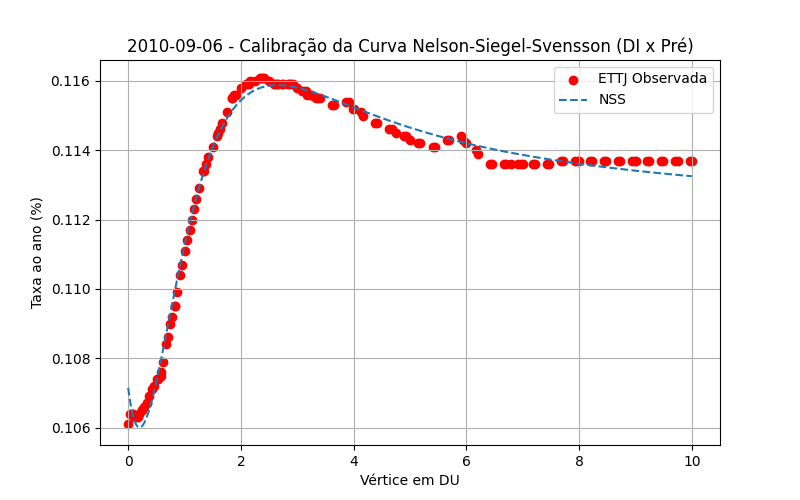 2010-09-06 - Calibração da Curva Nelson-Siegel-Svensson (DI x Pré)
ETTJ Observada
NSS
Taxa ao ano (%)
0.116
0.114
0.112
0.110
0.108
0.106
0 2 4 6 8 10
Vértice em DU